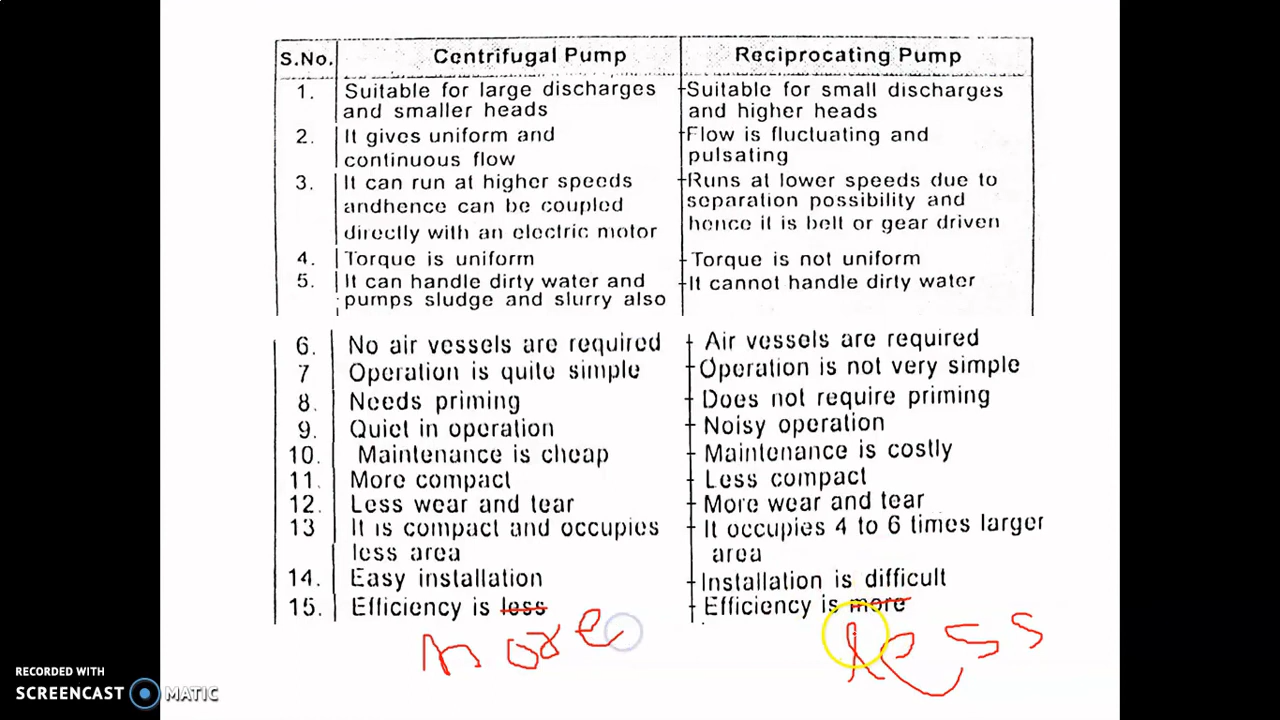 S.No. Centrifugal Pump Reciprocating Pump
1. Suitable for large discharges Suitable for small discharges
and smaller heads and higher heads
2. It gives uniform and Flow is fluctuating and
continuous flow pulsating
3. It can run at higher speeds Runs at lower speeds due to
andhence can be coupled separation possibility and
directly with an electric motor hence it is belt or gear driven
4. Torque is uniform Torque is not uniform
5. It can handle dirty water and It cannot handle dirty water
pumps sludge and slurry also
6. No air vessels are required Air vessels are required
7 Operation is quite simple Operation is not very simple
8. Needs priming Does not require priming
9. Quiet in operation Noisy operation
10. Maintenance is cheap Maintenance is costly
11. More compact Less compact
12. Less wear and tear More wear and tear
13 It is compact and occupies It occupies 4 to 6 times larger
less area area
14. Easy installation Installation is difficult
15. Efficiency is less Efficiency is more
more less
RECORDED WITH
SCREENCAST MATIC